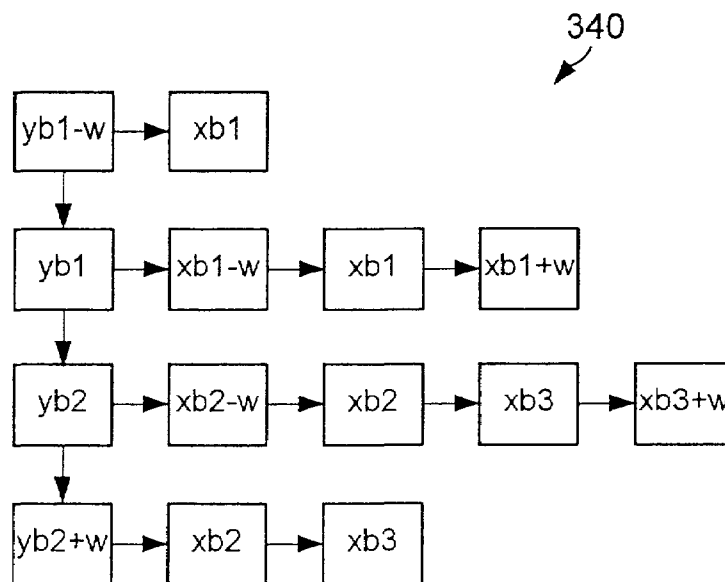 340
yb1-w xb1
yb1 xb1-w xb1 xb1+w
yb2 xb2-w xb2 xb3 xb3+w
yb2+w xb2 xb3